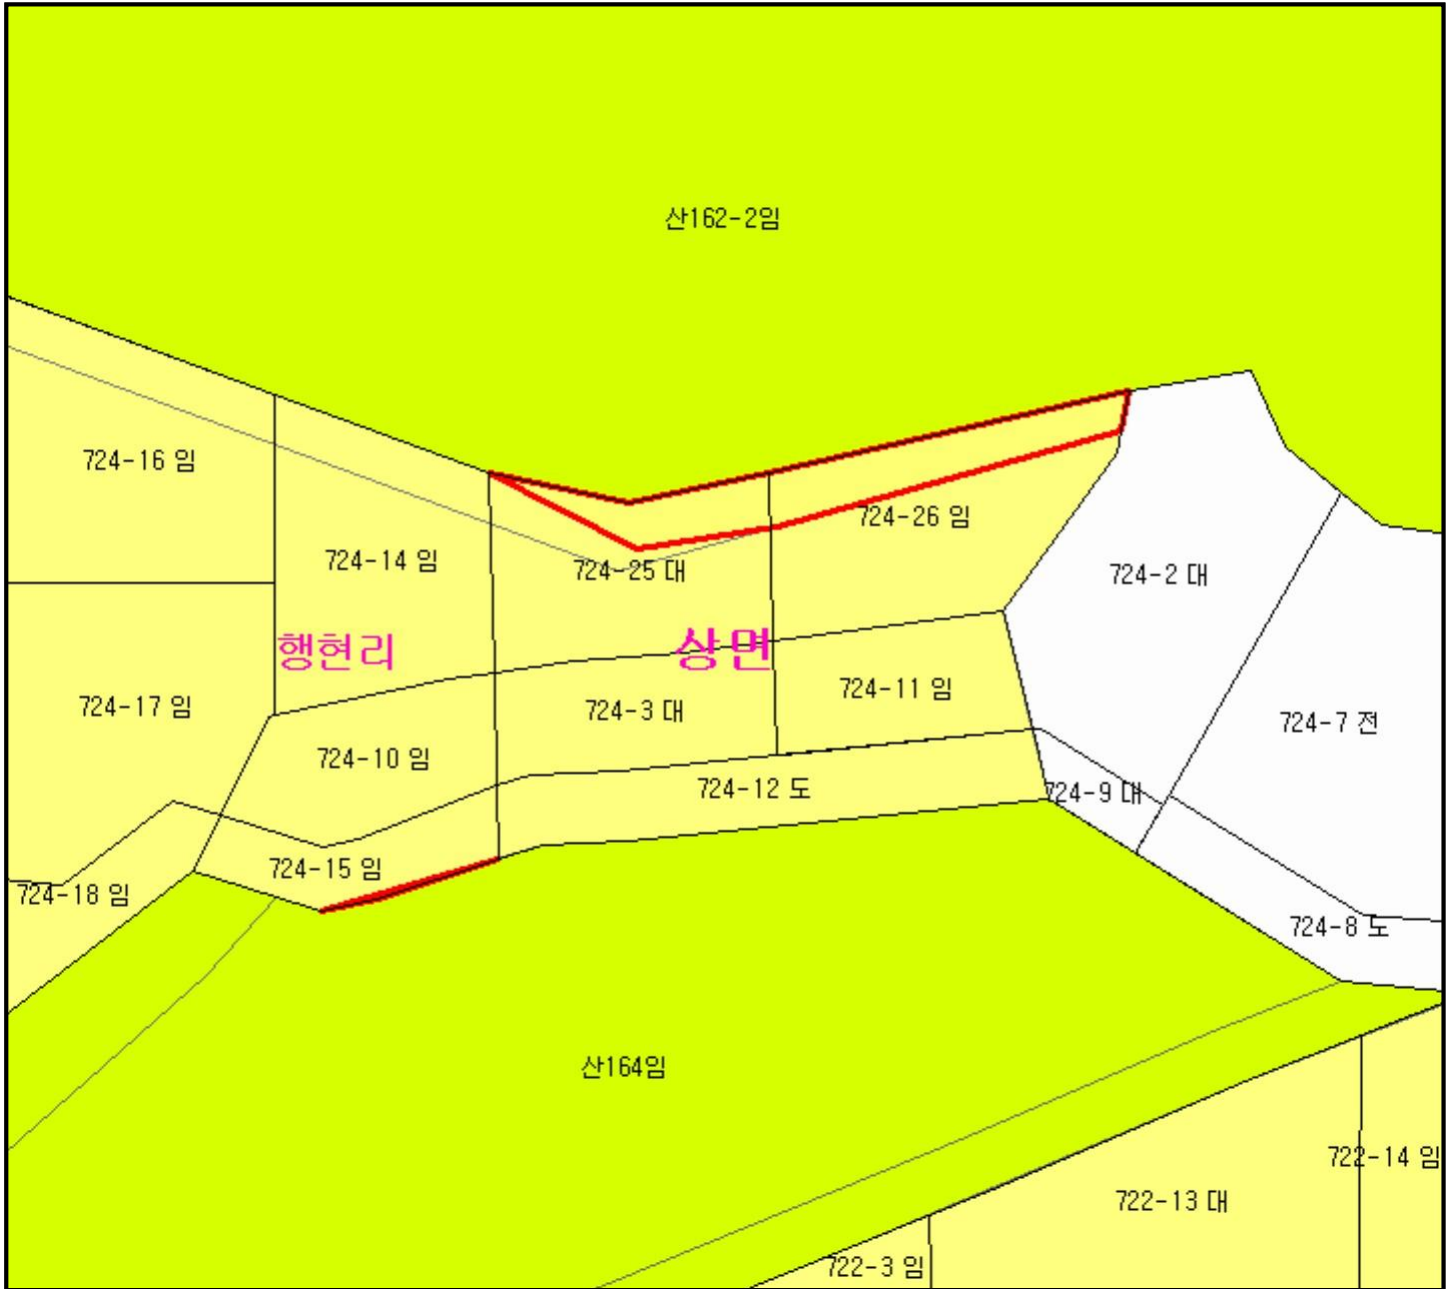 산162-2임
724-16 임
724-26 임
724-14 임
724-25 대
724-2 대
행현리
상면
724-17 임
724-3 대
724-11 임
724-7 전
724-10 임
724-12 도
724-9 대
724-15 임
724-18 임
724-8 도
산164임
722-14 임
722-13 대
722-3 임